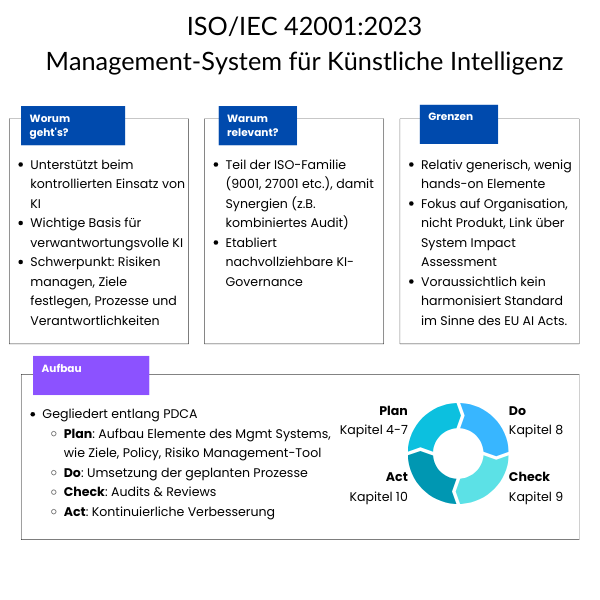 ISO/IEC 42001:2023
Management-System für Künstliche Intelligenz
Worum
geht's?
• Unterstützt beim
kontrollierten Einsatz von
KI
• Wichtige Basis für
verwantwortungsvolle KI
• Schwerpunkt: Risiken
managen, Ziele
festlegen, Prozesse und
Verantwortlichkeiten
Warum
relevant?
• Teil der ISO-Familie
(9001, 27001 etc.), damit
Synergien (z.B.
kombiniertes Audit)
• Etabliert
nachvollziehbare KI-
Governance
Grenzen
• Relativ generisch, wenig
hands-on Elemente
• Fokus auf Organisation,
nicht Produkt, Link über
System Impact
Assessment
• Voraussichtlich kein
harmonisiert Standard
im Sinne des EU AI Acts.
Aufbau
• Gegliedert entlang PDCA
◦ Plan: Aufbau Elemente des Mgmt Systems,
wie Ziele, Policy, Risiko Management-Tool
◦ Do: Umsetzung der geplanten Prozesse
◦ Check: Audits & Reviews
◦ Act: Kontinuierliche Verbesserung
Plan
Kapitel 4-7
Do
Kapitel 8
Act
Kapitel 10
Check
Kapitel 9